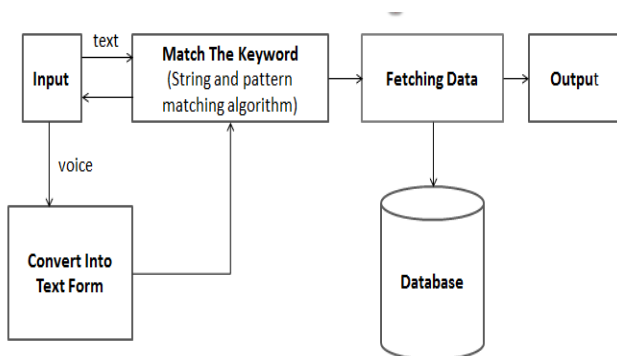 text
Input
Match The Keyword
(String and pattern
matching algorithm)
Fetching Data
Output
voice
Convert Into
Text Form
Database